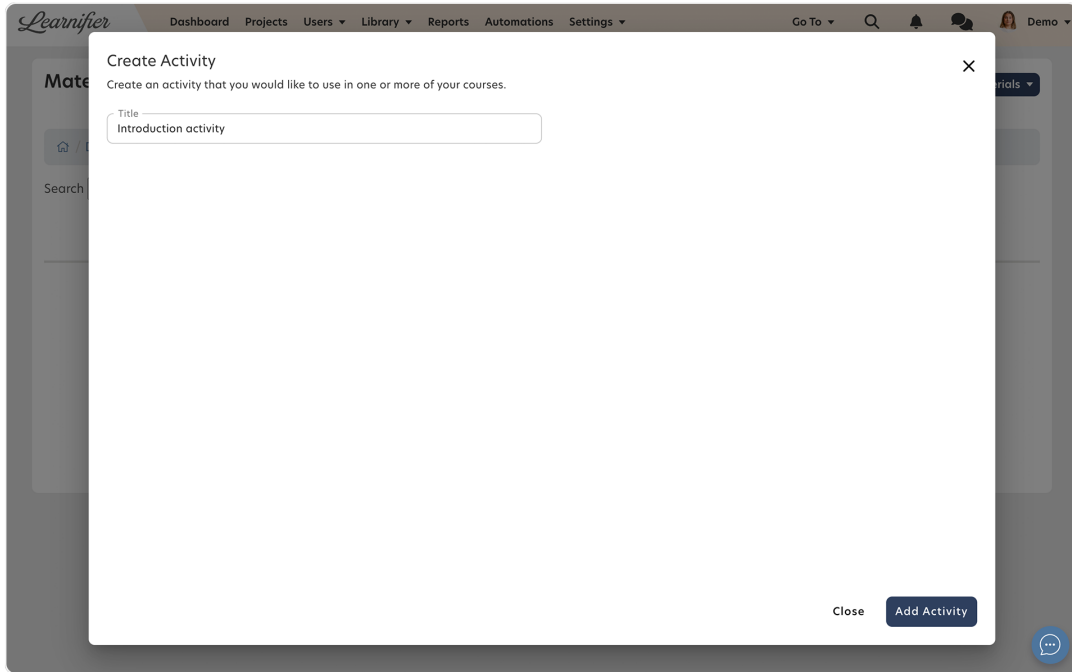 Learnifier
Dashboard Projects Users Library Reports Automations Settings Go To Demo
Create Activity
Create an activity that you would like to use in one or more of your courses.
Title
Introduction activity
Search
Close Add Activity